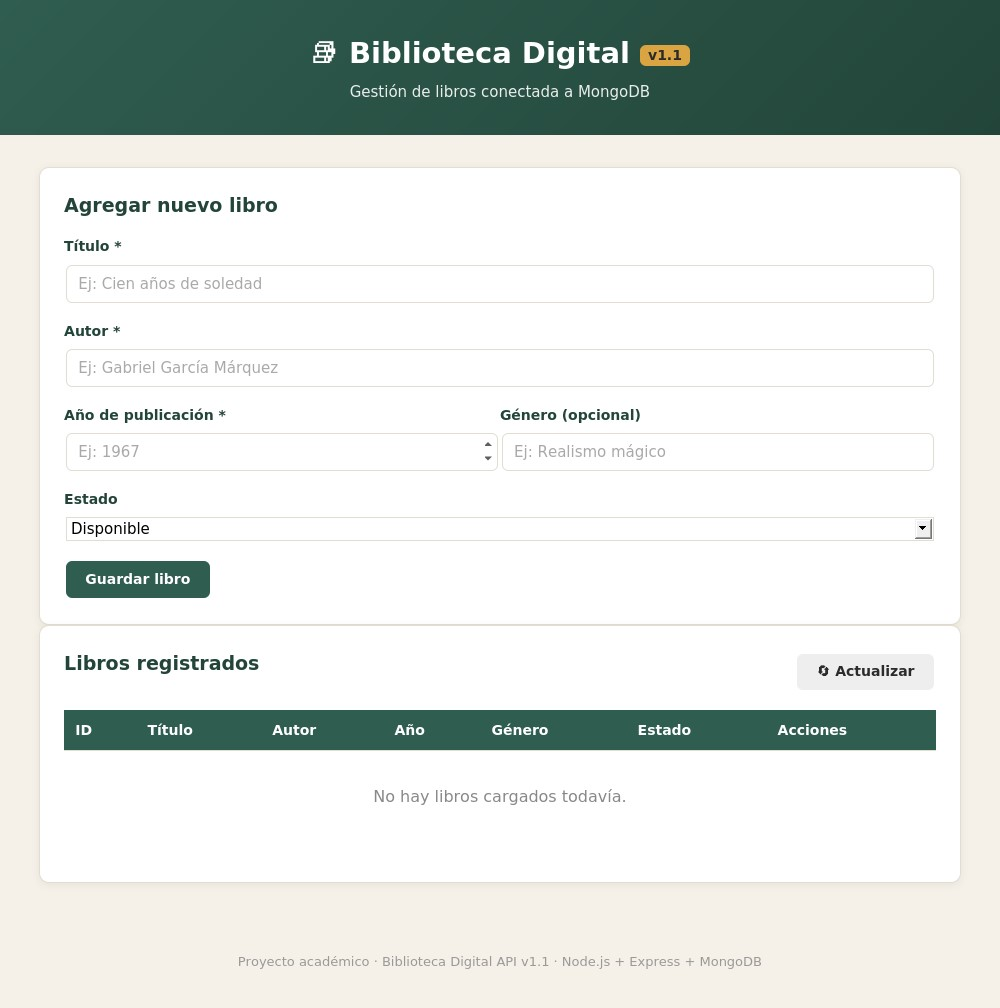 📚 Biblioteca Digital v1.1
Gestión de libros conectada a MongoDB
Agregar nuevo libro
Título *
Ej: Cien años de soledad
Autor *
Ej: Gabriel García Márquez
Año de publicación * Género (opcional)
Ej: 1967 Ej: Realismo mágico
Estado
Disponible
Guardar libro
Libros registrados 🔄 Actualizar
ID Título Autor Año Género Estado Acciones
No hay libros cargados todavía.
Proyecto académico · Biblioteca Digital API v1.1 · Node.js + Express + MongoDB